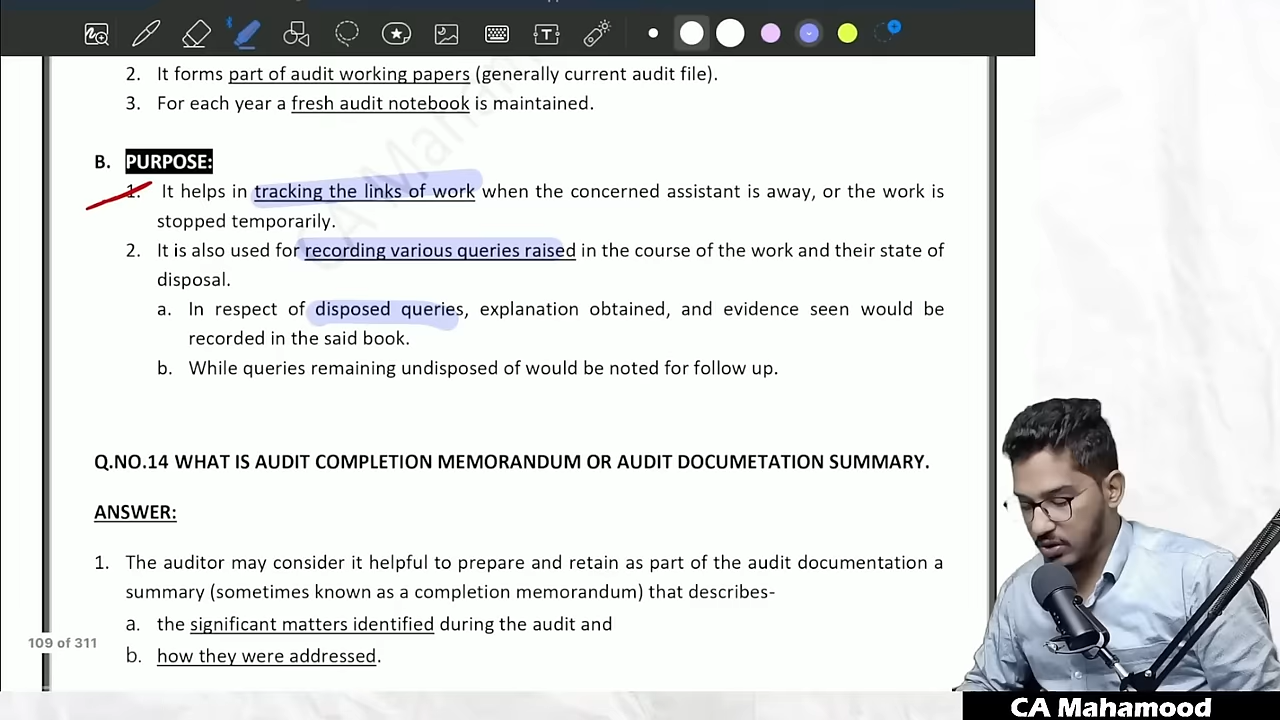 2. It forms part of audit working papers (generally current audit file).
3. For each year a fresh audit notebook is maintained.
B. PURPOSE:
1. It helps in tracking the links of work when the concerned assistant is away, or the work is
stopped temporarily.
2. It is also used for recording various queries raised in the course of the work and their state of
disposal.
a. In respect of disposed queries, explanation obtained, and evidence seen would be
recorded in the said book.
b. While queries remaining undisposed of would be noted for follow up.
Q.NO.14 WHAT IS AUDIT COMPLETION MEMORANDUM OR AUDIT DOCUMETATION SUMMARY.
ANSWER:
1. The auditor may consider it helpful to prepare and retain as part of the audit documentation a
summary (sometimes known as a completion memorandum) that describes-
a. the significant matters identified during the audit and
109 of 311
b. how they were addressed.
CA Mahamood